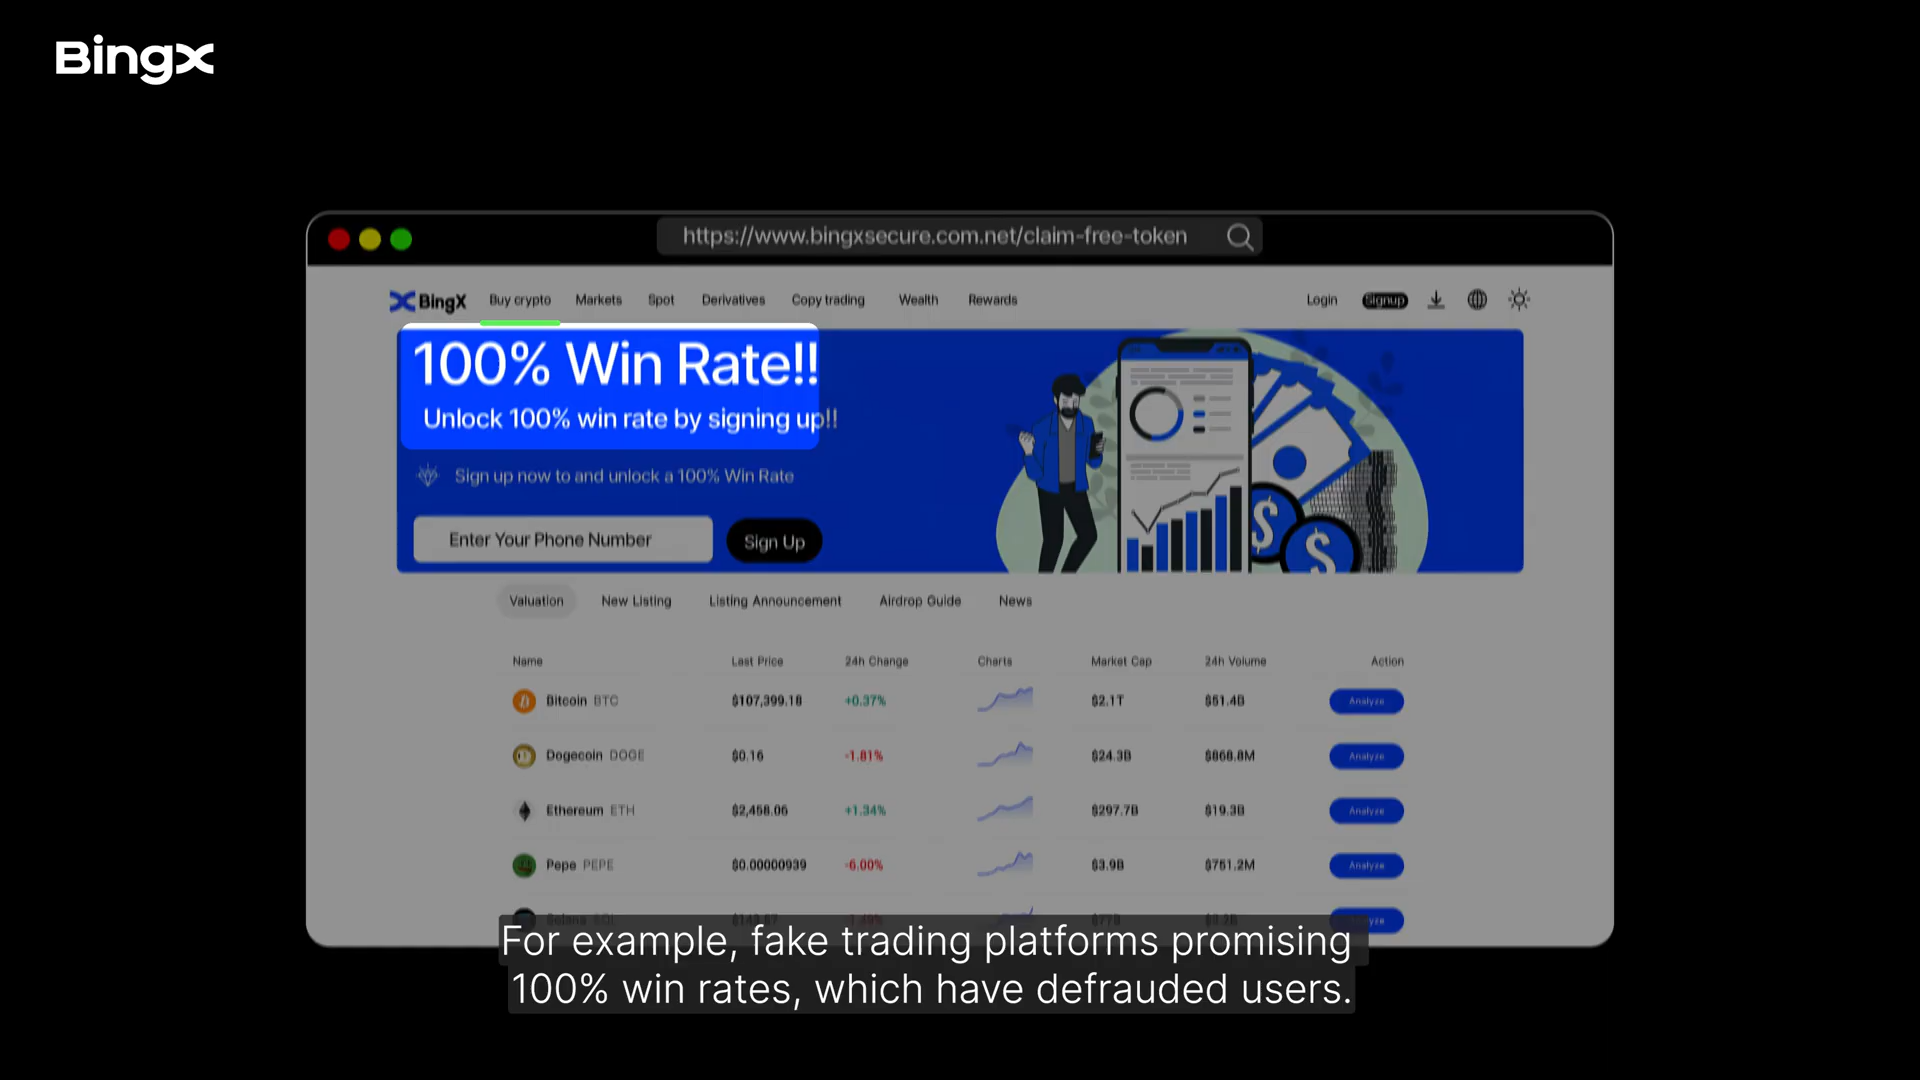 BingX
https://www.bingxsecure.com.net/claim-free-token
BingX Buy crypto Markets Spot Derivatives Copy trading Wealth Rewards Login Signup
100% Win Rate!!
Unlock 100% win rate by signing up!!
Sign up now to and unlock a 100% Win Rate
Enter Your Phone Number Sign Up
Valuation New Listing Listing Announcement Airdrop Guide News
Name Last Price 24h Change Charts Market Cap 24h Volume Action
Bitcoin BTC $107,399.18 +0.37% $2.1T $51.4B Analyze
Dogecoin DOGE $0.16 -1.81% $24.3B $868.8M Analyze
Ethereum ETH $2,458.06 +1.34% $297.7B $19.3B Analyze
Pepe PEPE $0.00000939 -6.00% $3.9B $751.2M Analyze
For example, fake trading platforms promising
100% win rates, which have defrauded users.